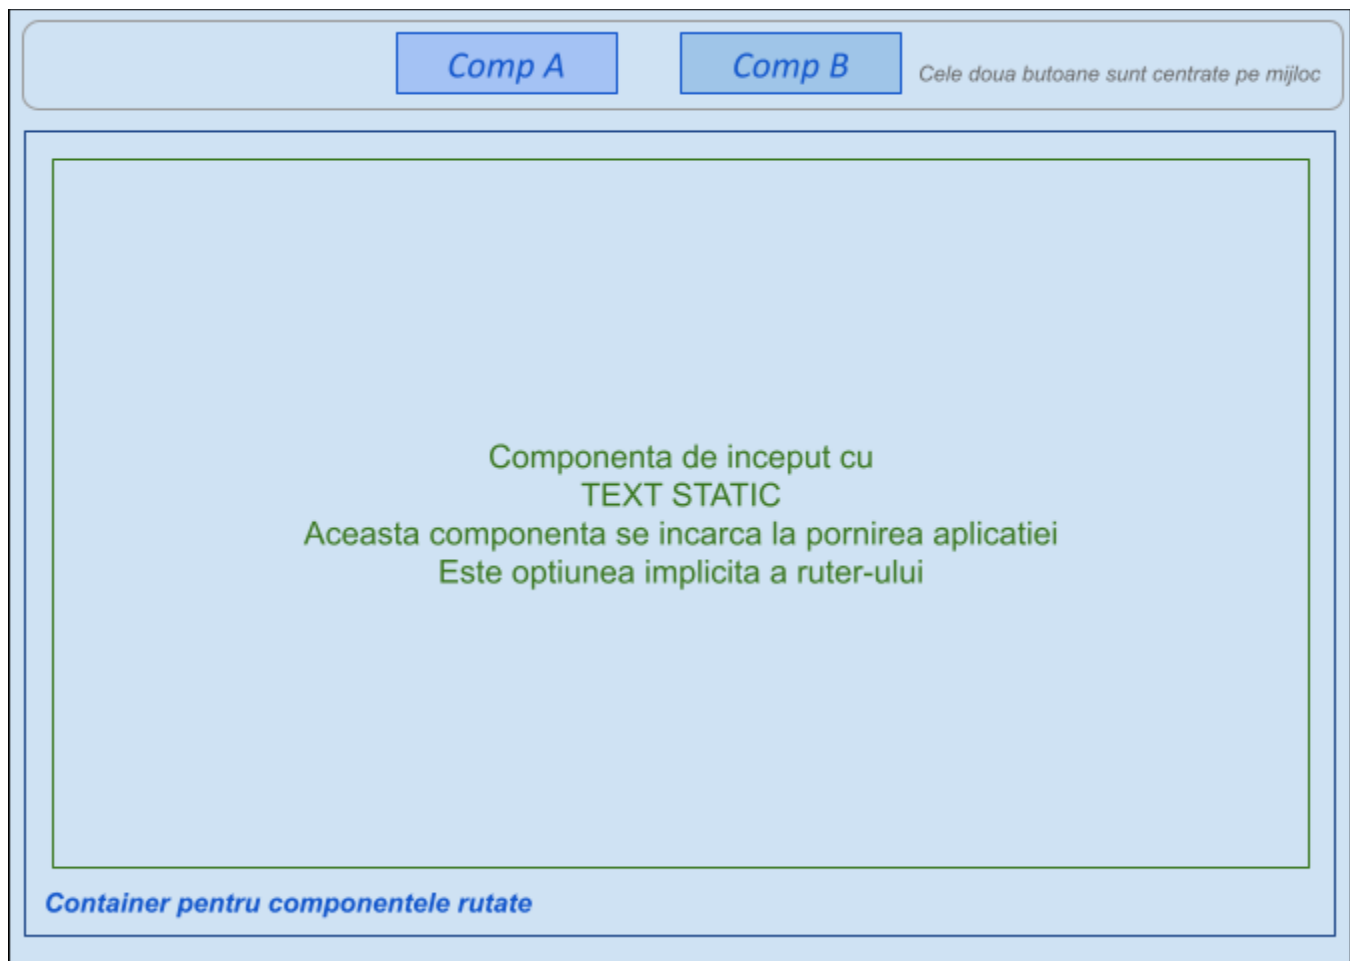 Comp A
Comp B
Cele doua butoane sunt centrate pe mijloc
Componenta de inceput cu
TEXT STATIC
Aceasta componenta se incarca la pornirea aplicatiei
Este optiunea implicita a ruter-ului
Container pentru componentele rutate